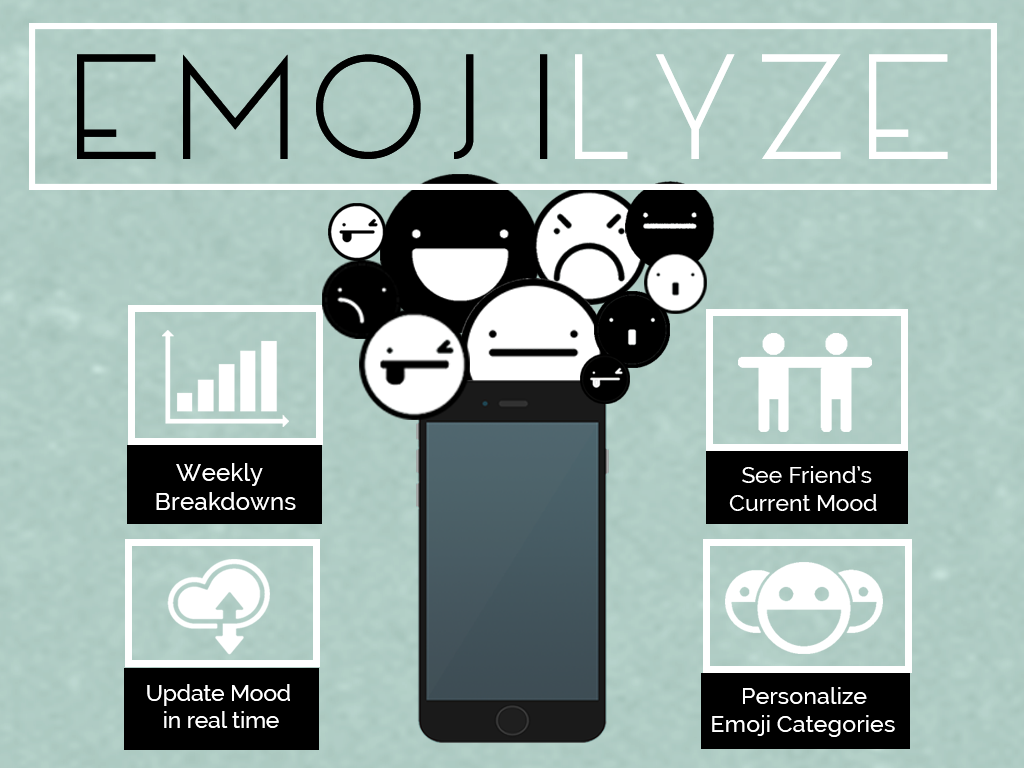 EMOJILYZE
Weekly
Breakdowns
See Friend's
Current Mood
Update Mood
in real time
Personalize
Emoji Categories